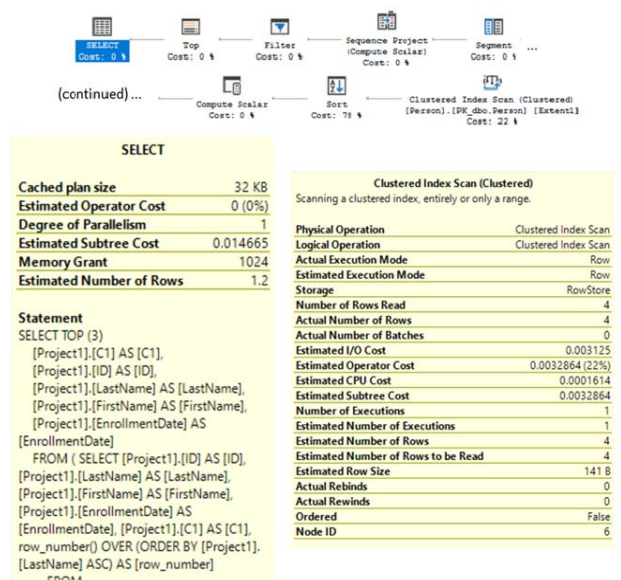 SELECT
Cost: 0 %
Top
Cost: 0 %
Filter
Cost: 0 %
Sequence Project
(Compute Scalar)
Cost: 0 %
Segment
Cost: 0 %
...
(continued) ...
Compute Scalar
Cost: 0 %
Sort
Cost: 78 %
Clustered Index Scan (Clustered)
[Person].[PK_dbo.Person] [Extent1]
Cost: 22 %
SELECT
Cached plan size 32 KB
Estimated Operator Cost 0 (0%)
Degree of Parallelism 1
Estimated Subtree Cost 0.014665
Memory Grant 1024
Estimated Number of Rows 1.2
Statement
SELECT TOP (3)
[Project1].[C1] AS [C1],
[Project1].[ID] AS [ID],
[Project1].[LastName] AS [LastName],
[Project1].[FirstName] AS [FirstName],
[Project1].[EnrollmentDate] AS
[EnrollmentDate]
FROM ( SELECT [Project1].[ID] AS [ID],
[Project1].[LastName] AS [LastName],
[Project1].[FirstName] AS [FirstName],
[Project1].[EnrollmentDate] AS
[EnrollmentDate], [Project1].[C1] AS [C1],
row_number() OVER (ORDER BY [Project1].
[LastName] ASC) AS [row_number]
FROM
Clustered Index Scan (Clustered)
Scanning a clustered index, entirely or only a range.
Physical Operation Clustered Index Scan
Logical Operation Clustered Index Scan
Actual Execution Mode Row
Estimated Execution Mode Row
Storage RowStore
Number of Rows Read 4
Actual Number of Rows 4
Actual Number of Batches 0
Estimated I/O Cost 0.003125
Estimated Operator Cost 0.0032864 (22%)
Estimated CPU Cost 0.0001614
Estimated Subtree Cost 0.0032864
Number of Executions 1
Estimated Number of Executions 1
Estimated Number of Rows 4
Estimated Number of Rows to be Read 4
Estimated Row Size 141 B
Actual Rebinds 0
Actual Rewinds 0
Ordered False
Node ID 6